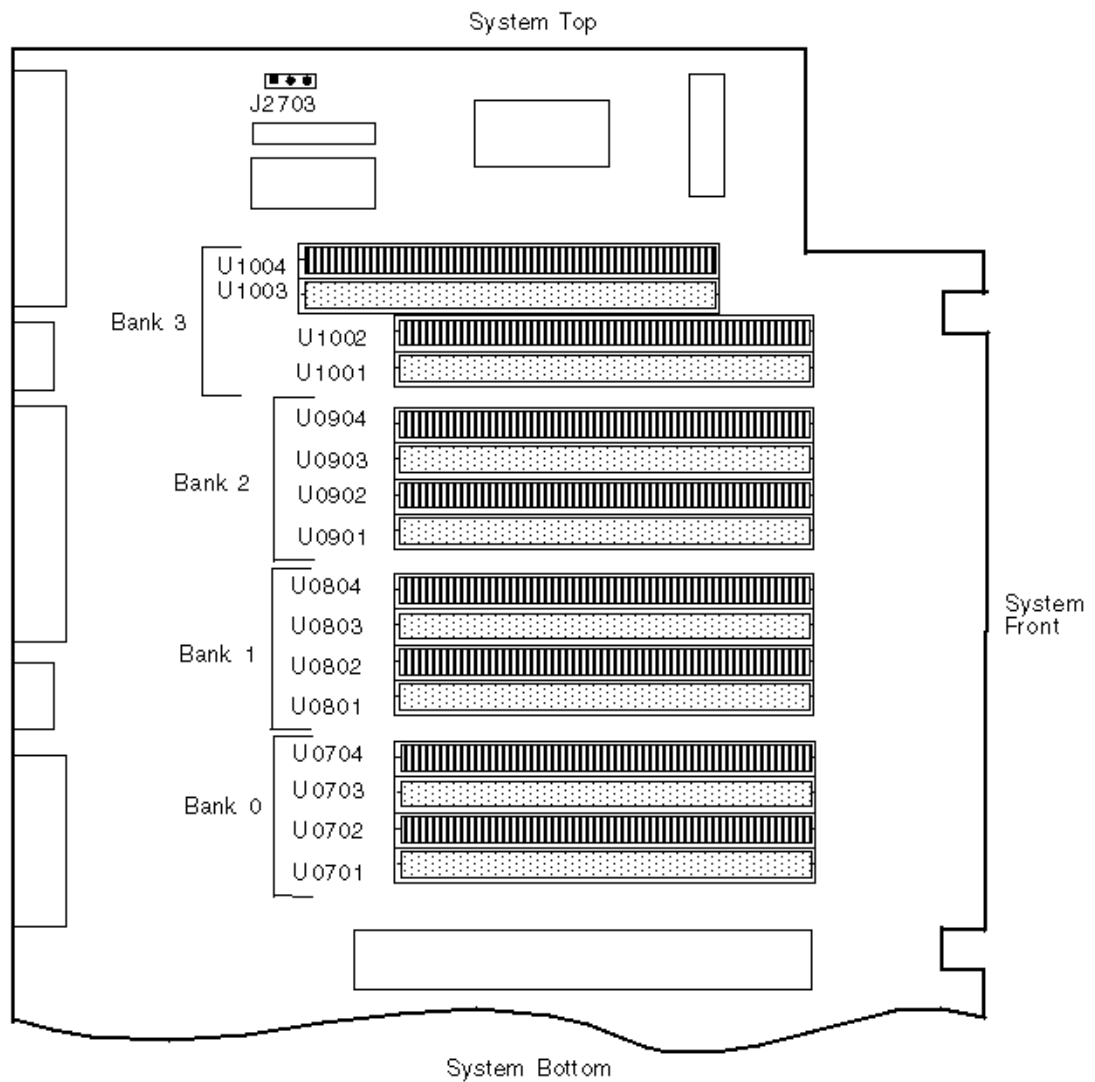 System Top
J2703
U1004
U1003
Bank 3
U1002
U1001
U0904
U0903
Bank 2
U0902
U0901
U0804
U0803
Bank 1
U0802
U0801
U0704
U0703
Bank 0
U0702
U0701
System
Front
System Bottom